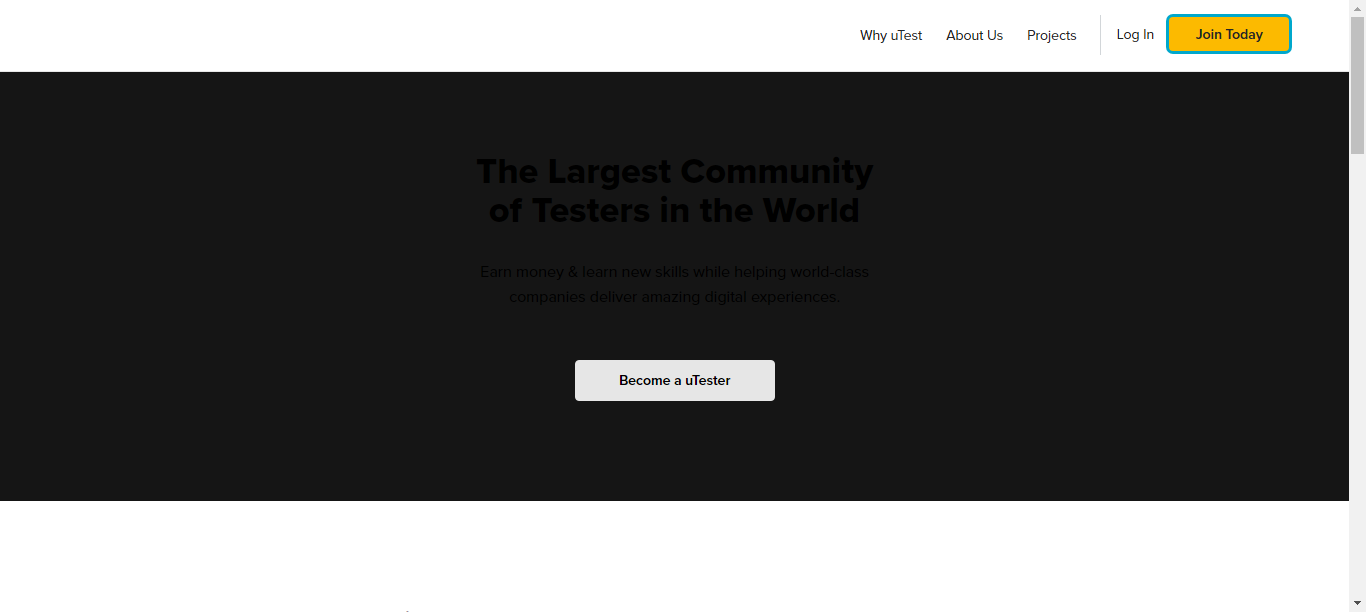 Why uTest
About Us
Projects
Log In
Join Today
The Largest Community
of Testers in the World
Earn money & learn new skills while helping world-class
companies deliver amazing digital experiences.
Become a uTester